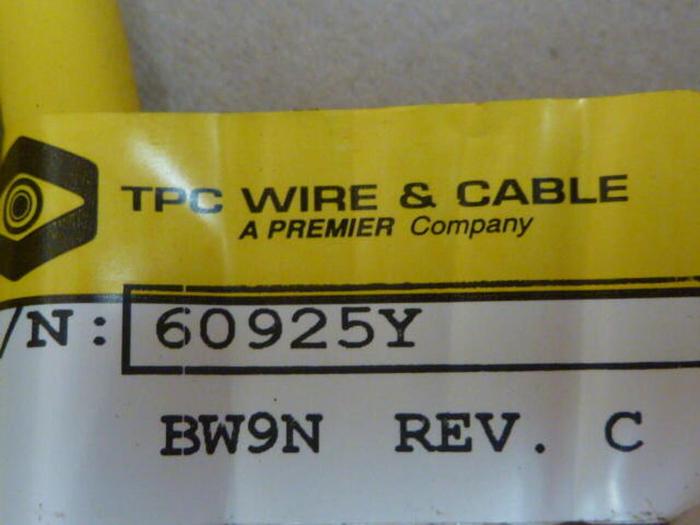 TPC WIRE & CABLE
A PREMIER Company
/N: 60925Y
BW9N REV. C